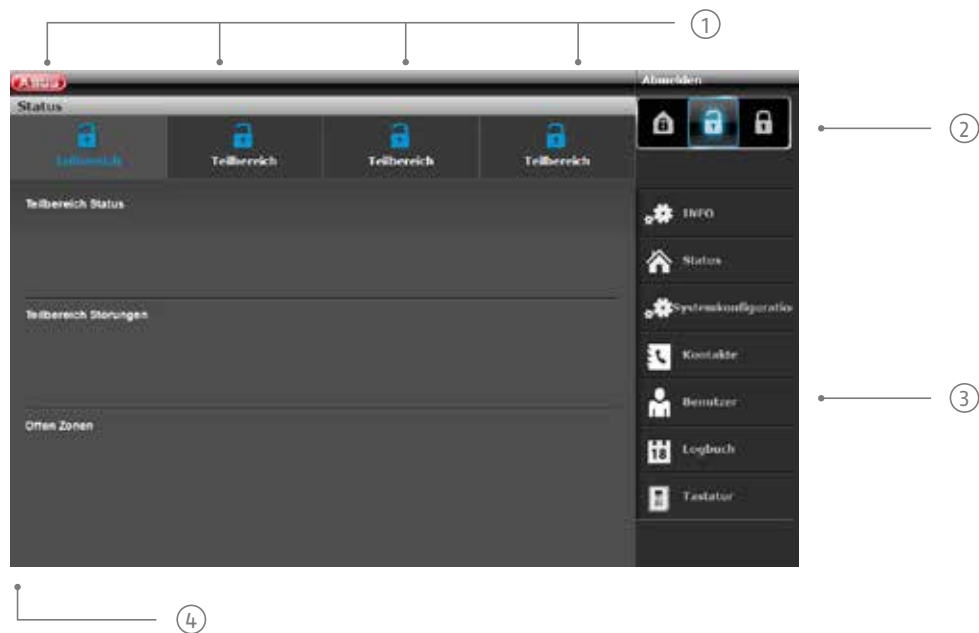 1
Abus
Abmelden
Status
2
Teilbereich
Teilbereich
Teilbereich
Teilbereich
Teilbereich Status
INFO
Status
Teilbereich Storungen
Systemkonfiguratio
Kontakte
3
Benutzer
Offen Zonen
18
Logbuch
Tastatur
4